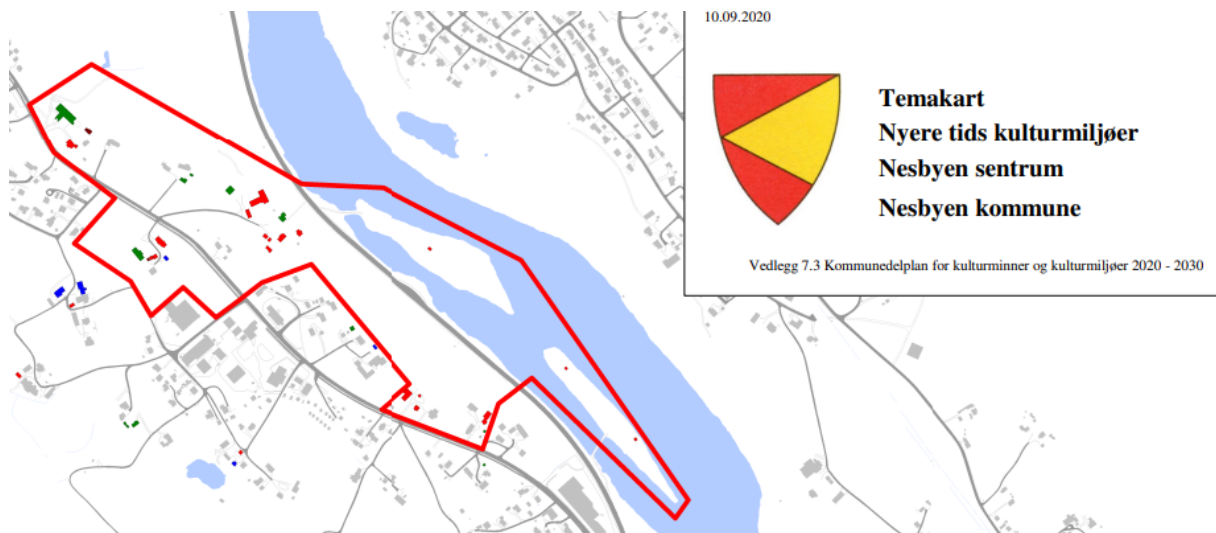 10.09.2020
Temakart
Nyere tids kulturmiljøer
Nesbyen sentrum
Nesbyen kommune
Vedlegg 7.3 Kommunedelplan for kulturminner og kulturmiljøer 2020 - 2030